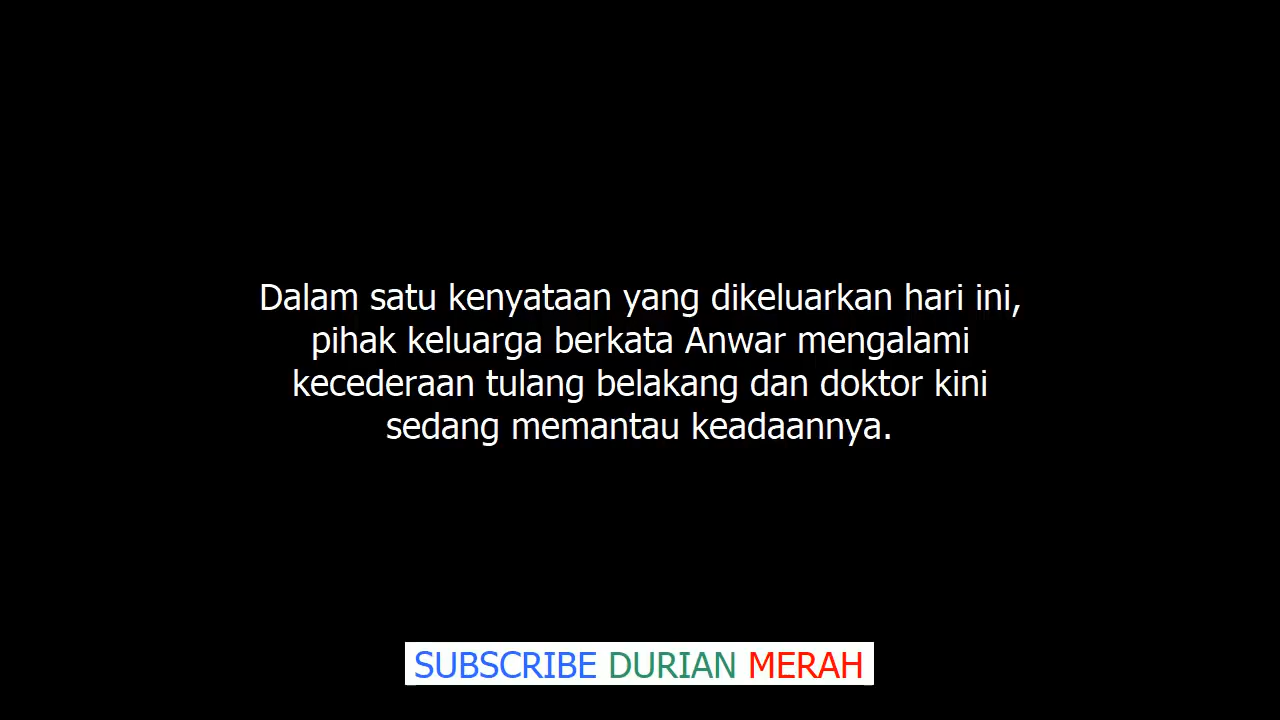 Dalam satu kenyataan yang dikeluarkan hari ini,
pihak keluarga berkata Anwar mengalami
kecederaan tulang belakang dan doktor kini
sedang memantau keadaannya.
SUBSCRIBE DURIAN MERAH